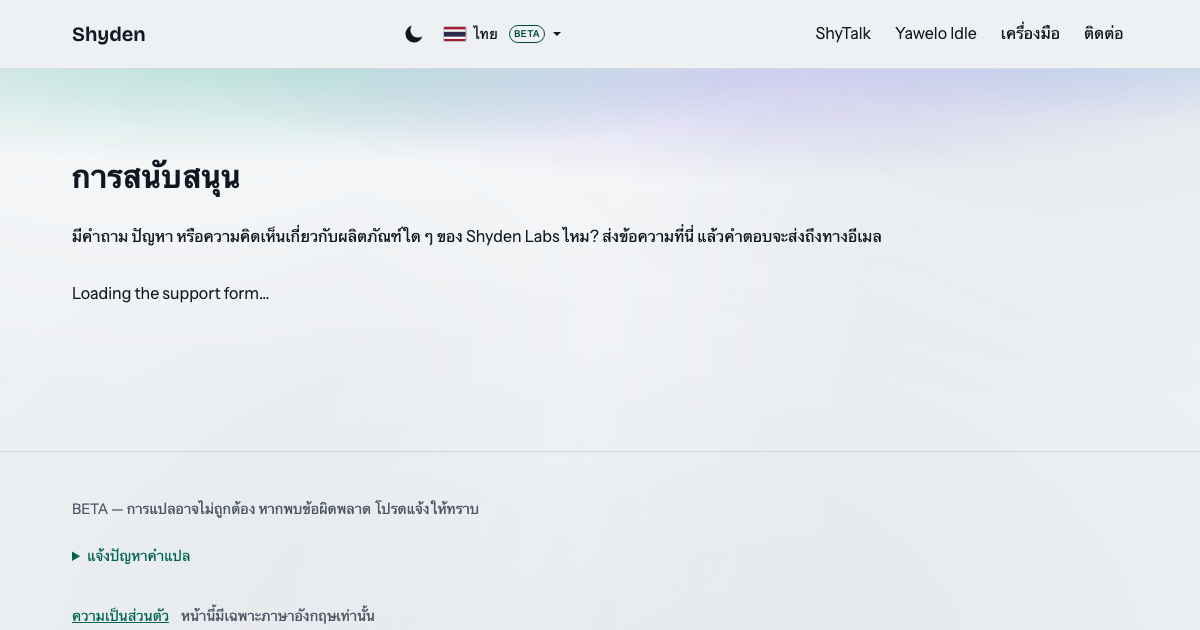 Shyden
ไทย BETA
ShyTalk Yawelo Idle เครื่องมือ ติดต่อ
การสนับสนุน
มีคำถาม ปัญหา หรือความคิดเห็นเกี่ยวกับผลิตภัณฑ์ใด ๆ ของ Shyden Labs ไหม? ส่งข้อความที่นี่ แล้วคำตอบจะส่งถึงทางอีเมล
Loading the support form…
BETA — การแปลอาจไม่ถูกต้อง หากพบข้อผิดพลาด โปรดแจ้งให้ทราบ
แจ้งปัญหาคำแปล
ความเป็นส่วนตัว หน้านี้มีเฉพาะภาษาอังกฤษเท่านั้น